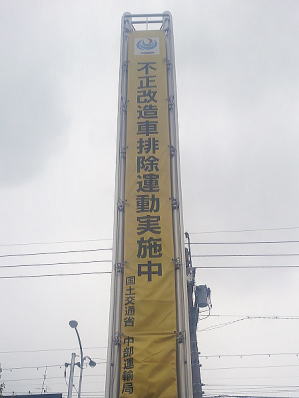 不正改造車排除運動実施中
国土交通省 中部運輸局